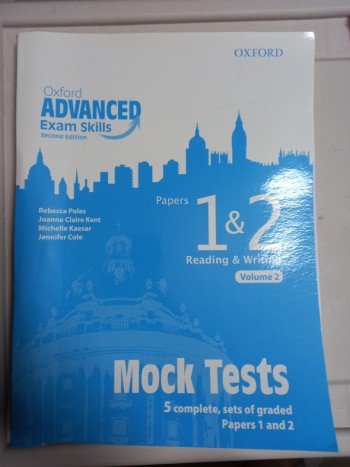 OXFORD
Oxford
ADVANCED
Exam Skills
Second Edition
Rebecca Poles
Joanne Claire Kent
Michelle Kaesar
Jennifer Cole
Papers
1 & 2
Reading & Writing
Volume 2
Mock Tests
5 complete, sets of graded
Papers 1 and 2